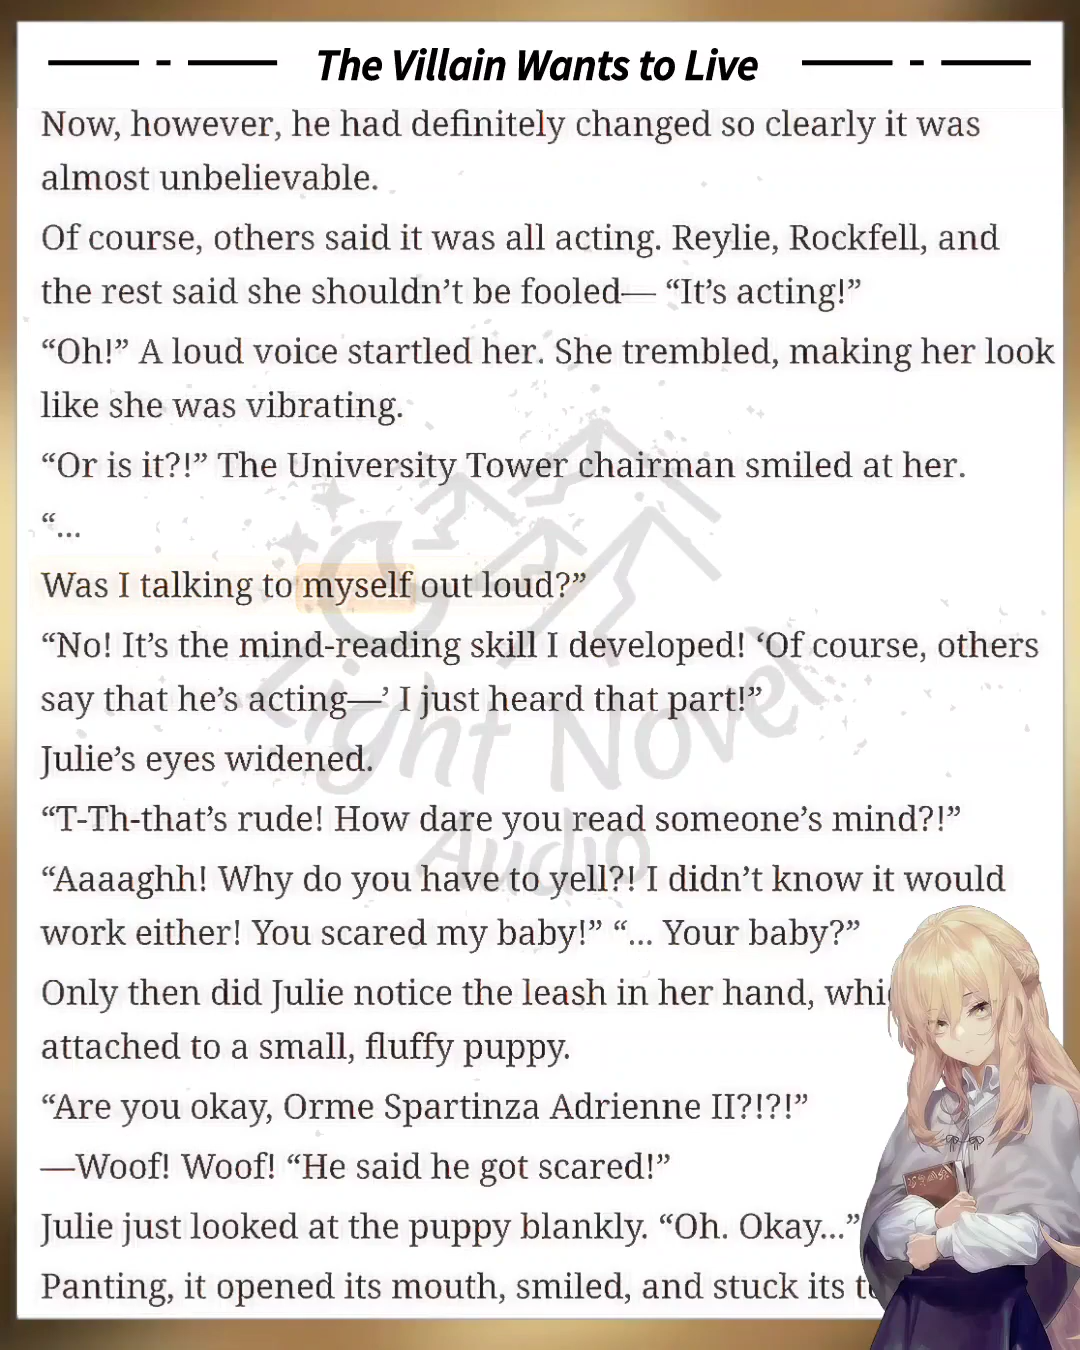 The Villain Wants to Live
Now, however, he had definitely changed so clearly it was
almost unbelievable.
Of course, others said it was all acting. Reylie, Rockfell, and
the rest said she shouldn’t be fooled— “It’s acting!”
“Oh!” A loud voice startled her. She trembled, making her look
like she was vibrating.
“Or is it?!” The University Tower chairman smiled at her.
“...
Was I talking to myself out loud?”
“No! It’s the mind-reading skill I developed! ‘Of course, others
say that he’s acting—’ I just heard that part!”
Julie’s eyes widened.
“T-Th-that’s rude! How dare you read someone’s mind?!”
“Aaaaghh! Why do you have to yell?! I didn’t know it would
work either! You scared my baby!” “... Your baby?”
Only then did Julie notice the leash in her hand,
attached to a small, fluffy puppy.
“Are you okay, Orme Spartinza Adrienne II?!?!”
—Woof! Woof! “He said he got scared!”
Julie just looked at the puppy blankly. “Oh. Okay...”
Panting, it opened its mouth, smiled, and stuck its
Light Novel
Audio